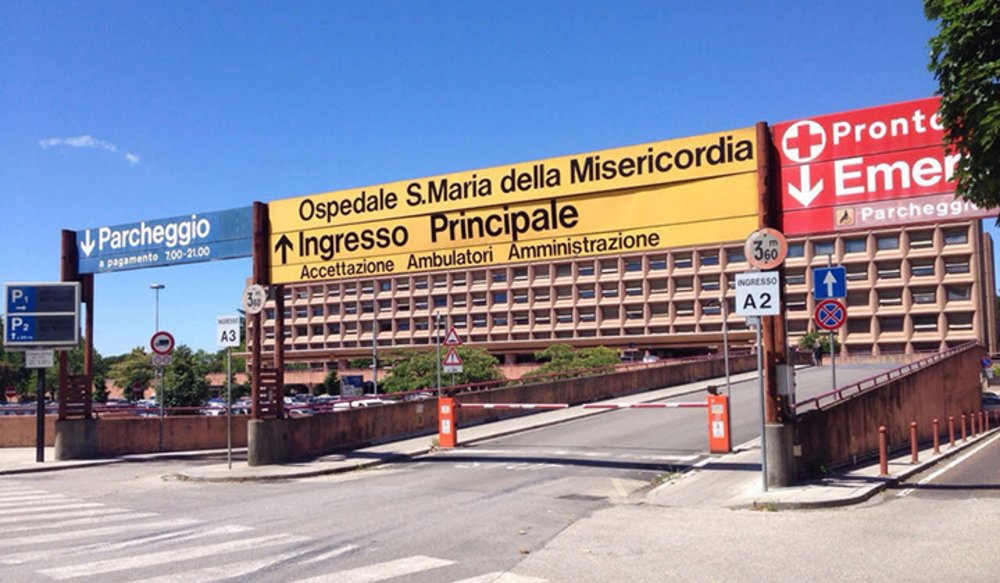 Parcheggio
a pagamento 7.00-21.00
Ospedale S.Maria della Misericordia
Ingresso Principale
Accettazione Ambulatori Amministrazione
Pronto
Emer
Parcheggio
P1
P2
3 m 60
INGRESSO
A3
3 m 60
INGRESSO
A2